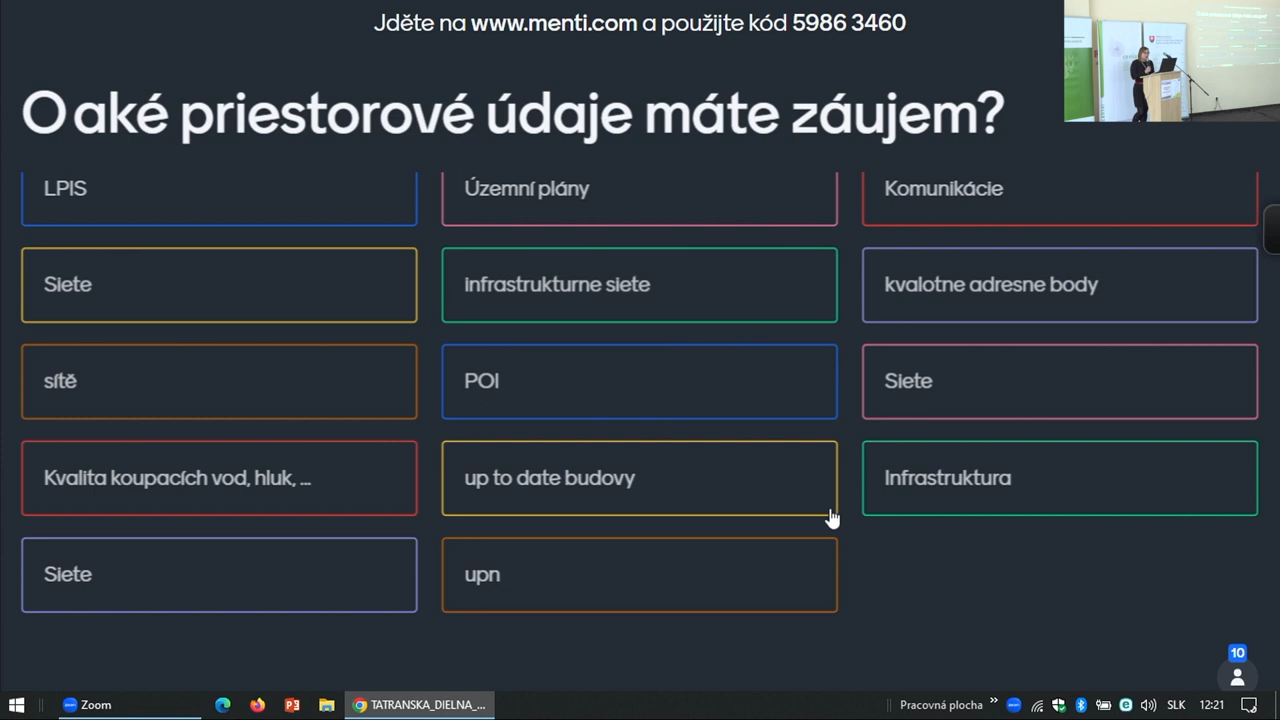 Jděte na www.menti.com a použijte kód 5986 3460
O aké priestorové údaje máte záujem?
LPIS
Územní plány
Komunikácie
Siete
infrastrukturne siete
kvalotne adresne body
sítě
POI
Siete
Kvalita koupacích vod, hluk, ...
up to date budovy
Infrastruktura
Siete
upn
10
Zoom
TATRANSKA_DIELNA_...
Pracovná plocha
SLK
12:21